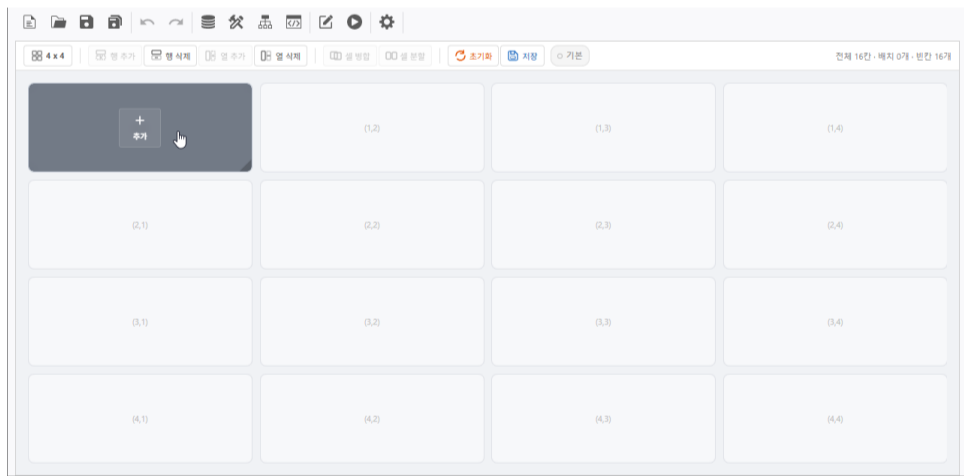 4 x 4 행 추가 행 삭제 열 추가 열 삭제 셀 병합 셀 분할 초기화 저장 기본 전체 16칸 · 배치 0개 · 빈칸 16개
+
추가 (1,2) (1,3) (1,4)
(2,1) (2,2) (2,3) (2,4)
(3,1) (3,2) (3,3) (3,4)
(4,1) (4,2) (4,3) (4,4)